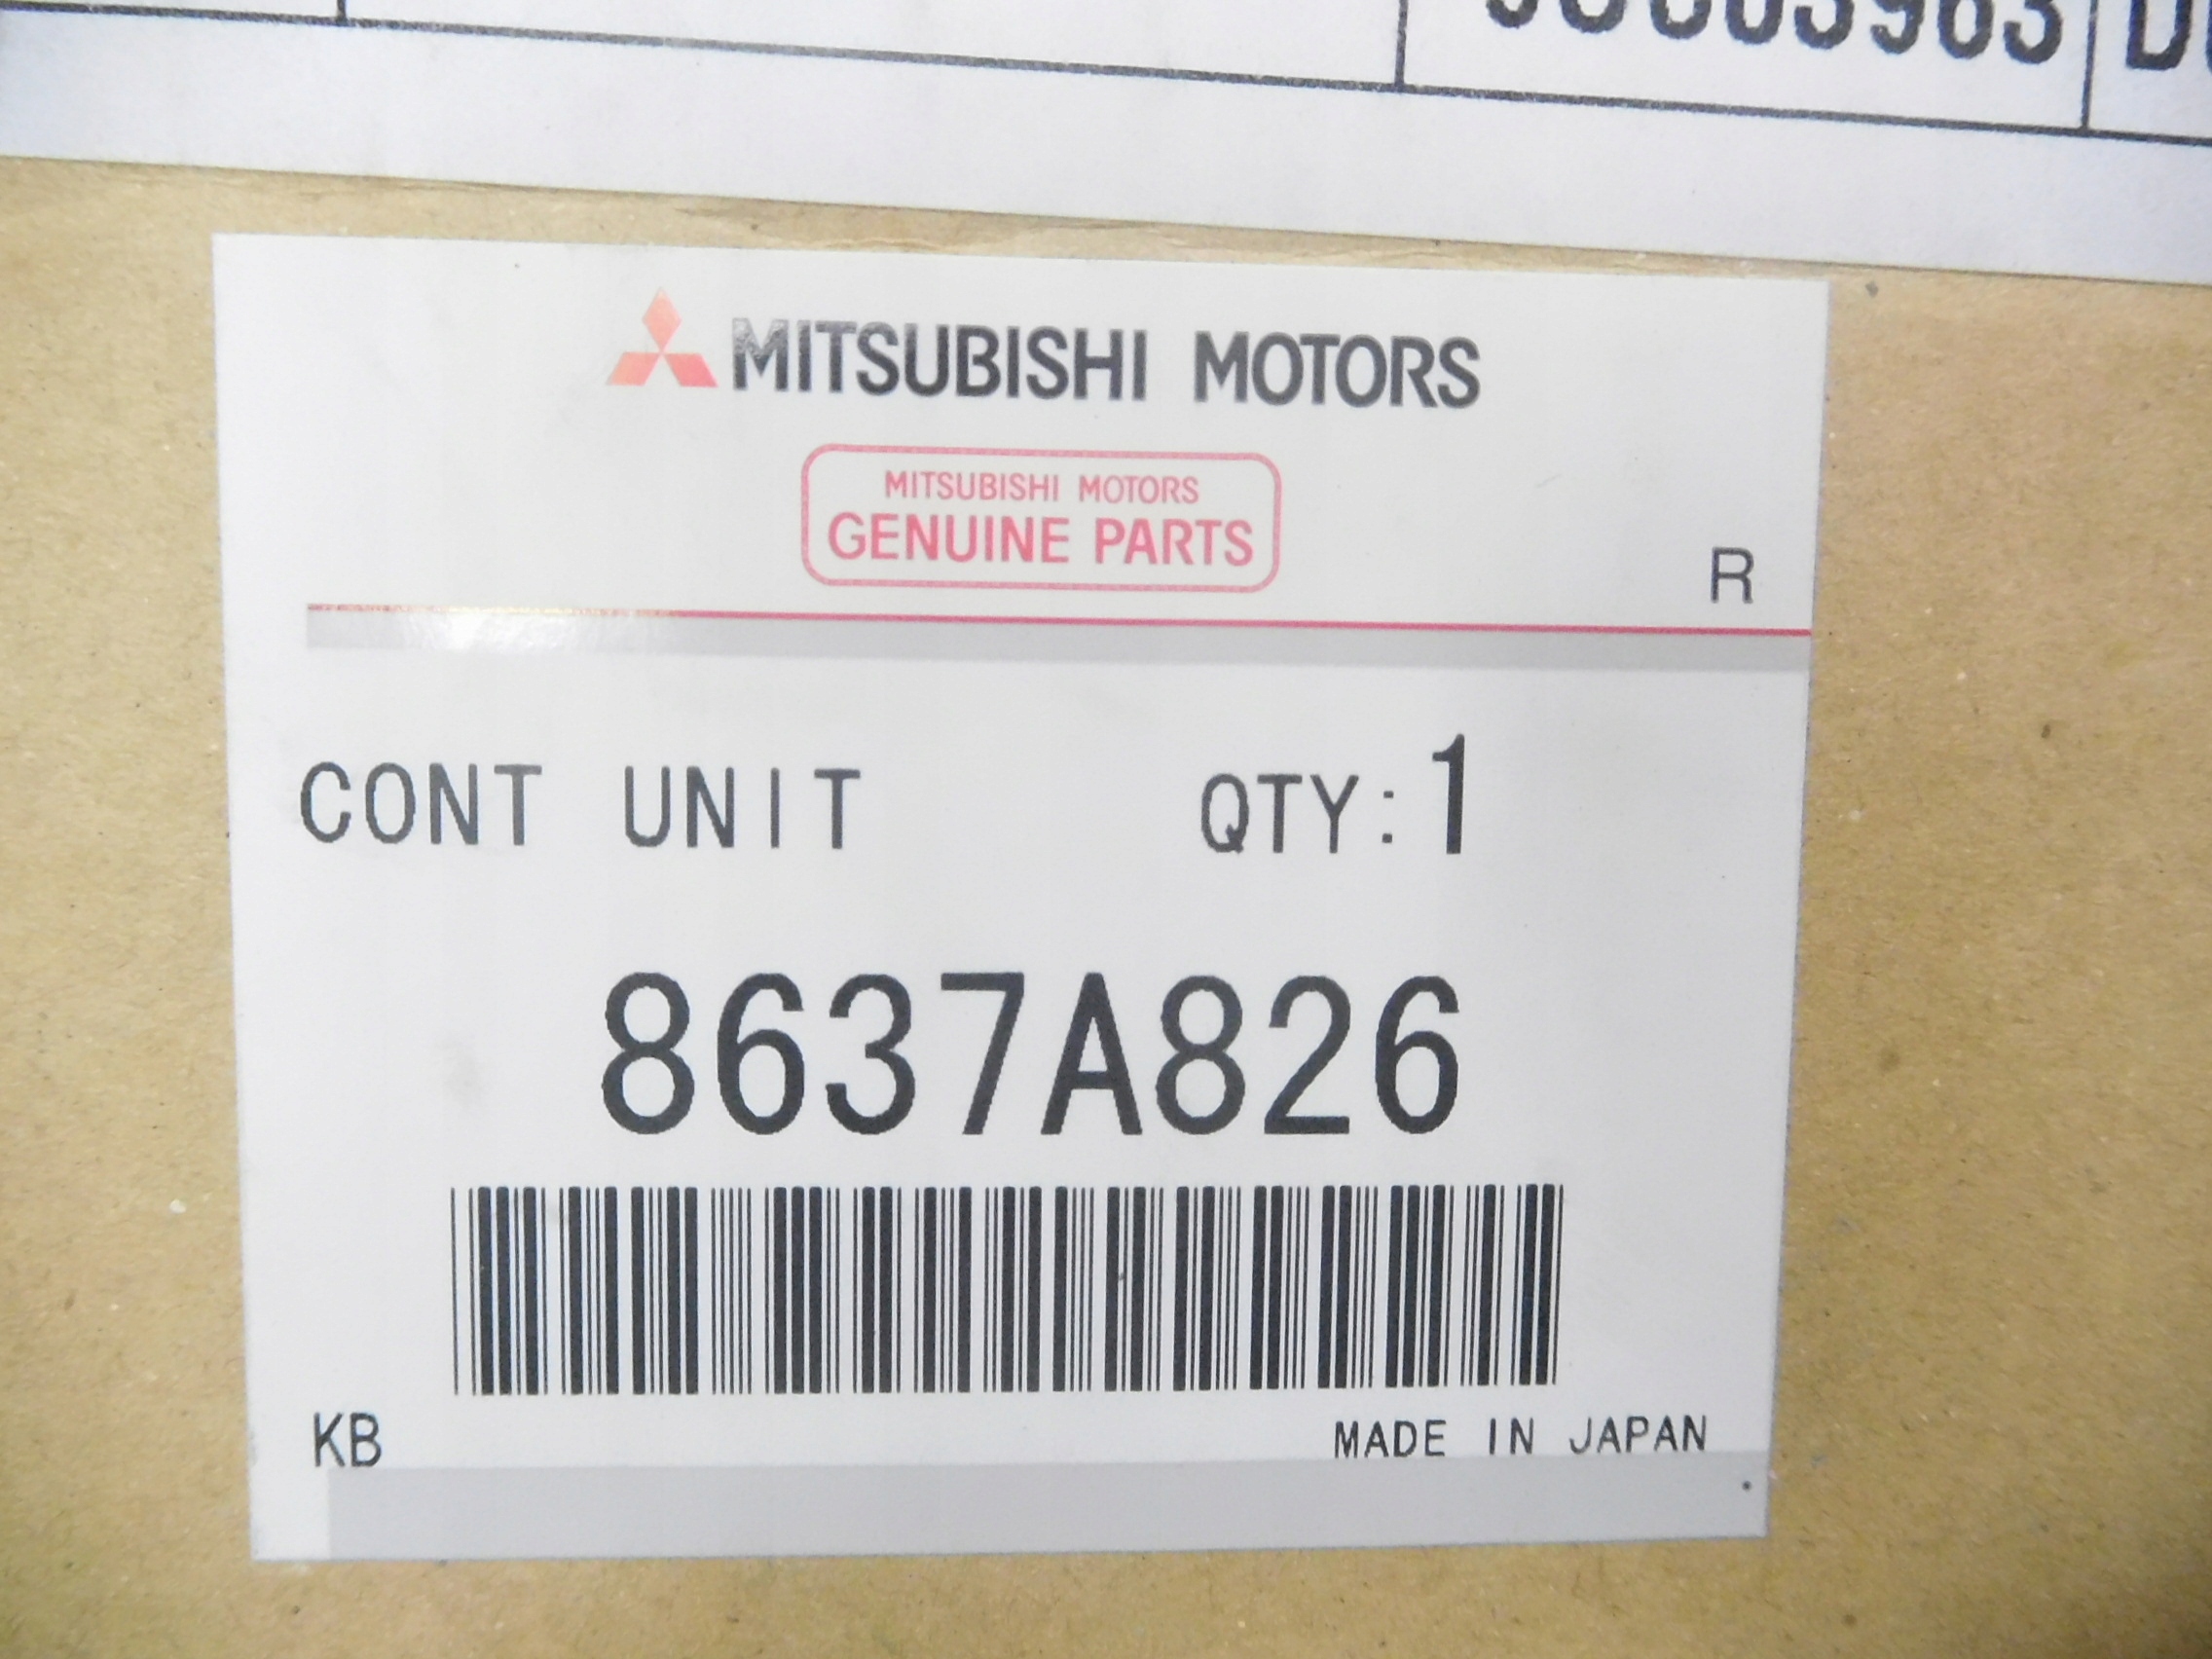 MITSUBISHI MOTORS
MITSUBISHI MOTORS
GENUINE PARTS
R
CONT UNIT QTY:1
8637A826
KB MADE IN JAPAN